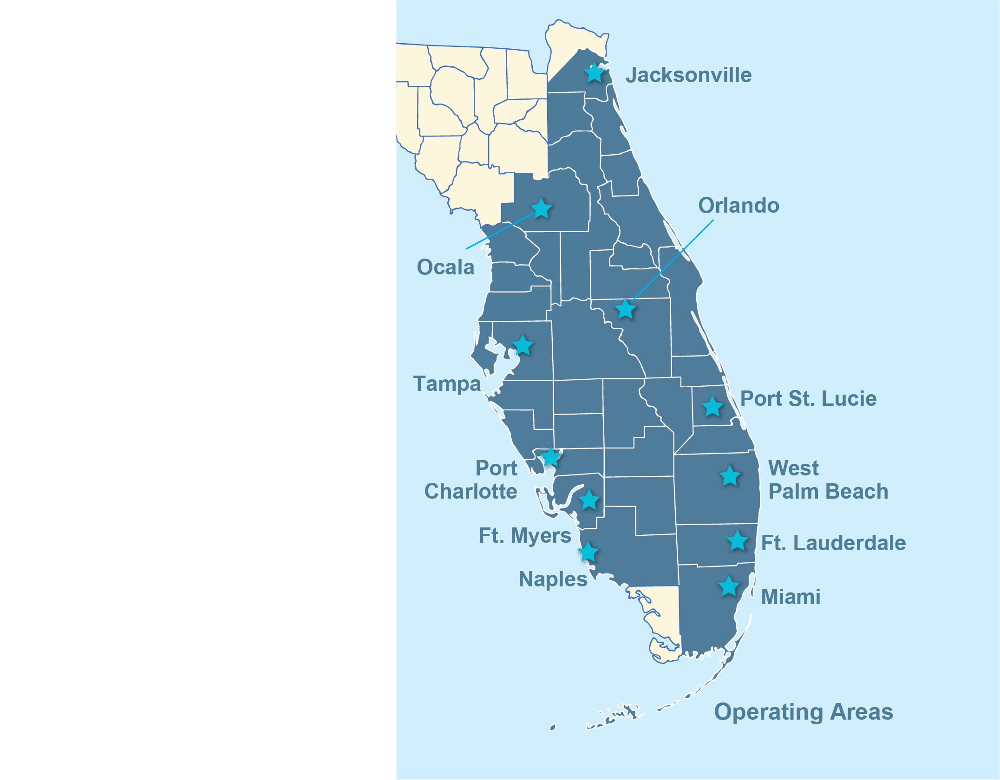 Jacksonville
Orlando
Ocala
Tampa
Port St. Lucie
Port
Charlotte
West
Palm Beach
Ft. Myers
Ft. Lauderdale
Naples
Miami
Operating Areas